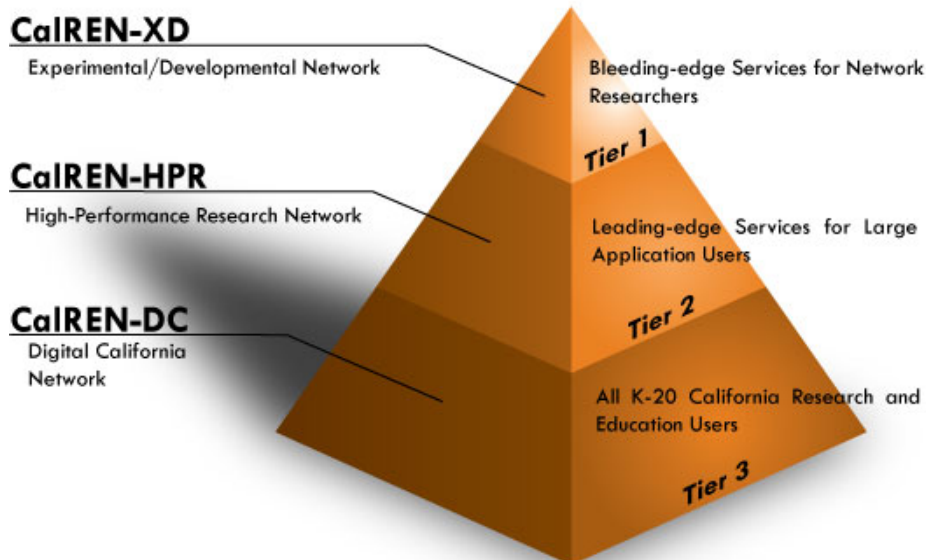 CalREN-XD
Experimental/Developmental Network
Bleeding-edge Services for Network
Researchers
Tier 1
CalREN-HPR
High-Performance Research Network
Leading-edge Services for Large
Application Users
Tier 2
CalREN-DC
Digital California
Network
All K-20 California Research and
Education Users
Tier 3